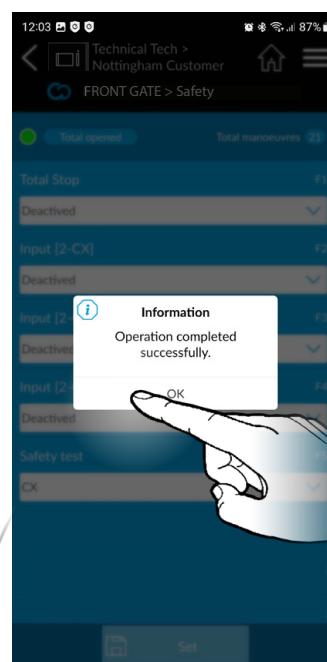 12:03 87%
Technical Tech >
Nottingham Customer
FRONT GATE > Safety
Total opened Total manoeuvres 21
Total Stop F1
Deactived
Input [2-CX] F2
Deactived
Input [2- F3
Deactived
Input [2- F4
Deactived
Safety test
CX
Information
Operation completed
successfully.
OK
Set